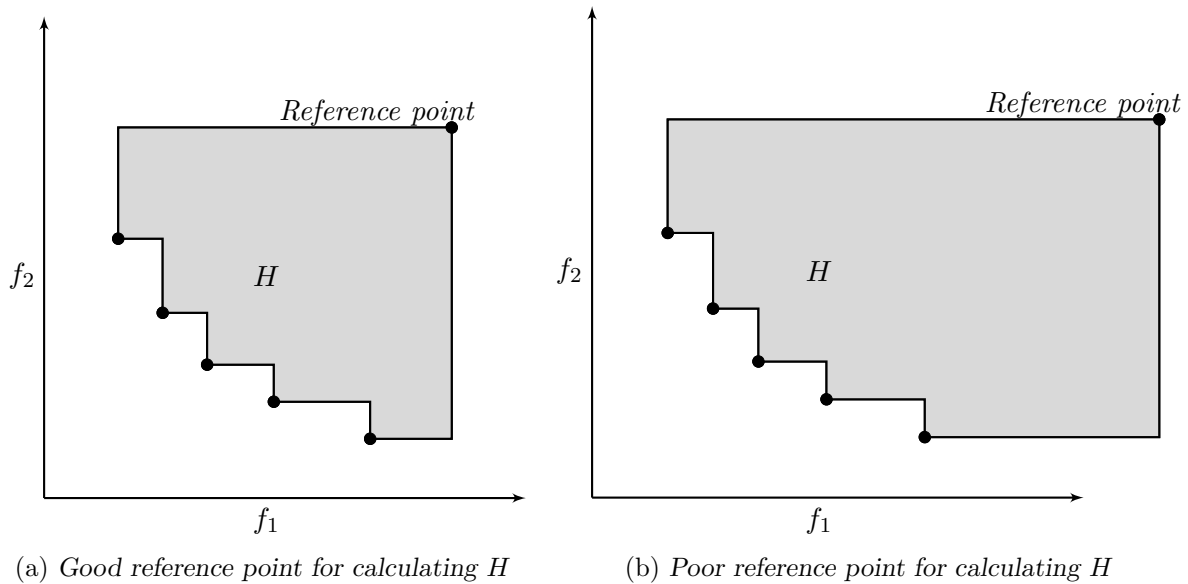 Reference point
f2
H
f1
(a) Good reference point for calculating H
Reference point
f2
H
f1
(b) Poor reference point for calculating H